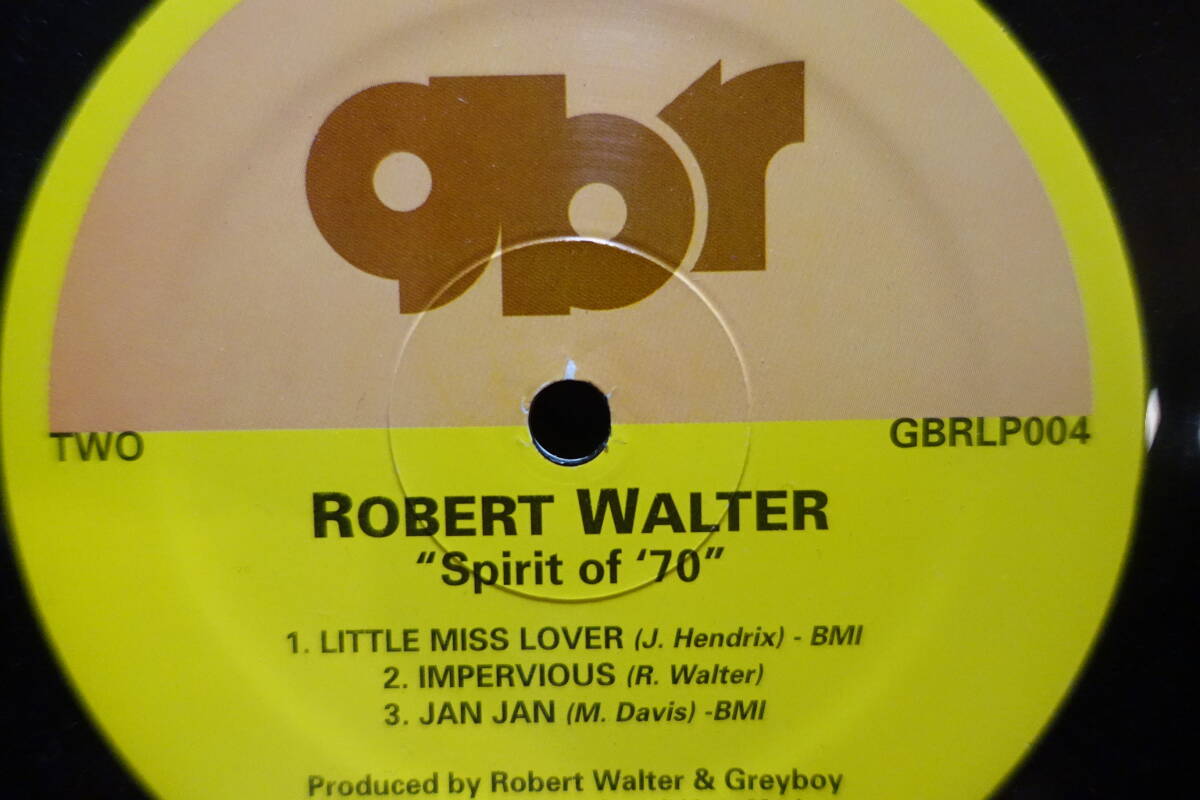 gbr
TWO
GBRLP004
ROBERT WALTER
"Spirit of '70"
1. LITTLE MISS LOVER (J. Hendrix) - BMI
2. IMPERVIOUS (R. Walter)
3. JAN JAN (M. Davis) -BMI
Produced by Robert Walter & Greyboy